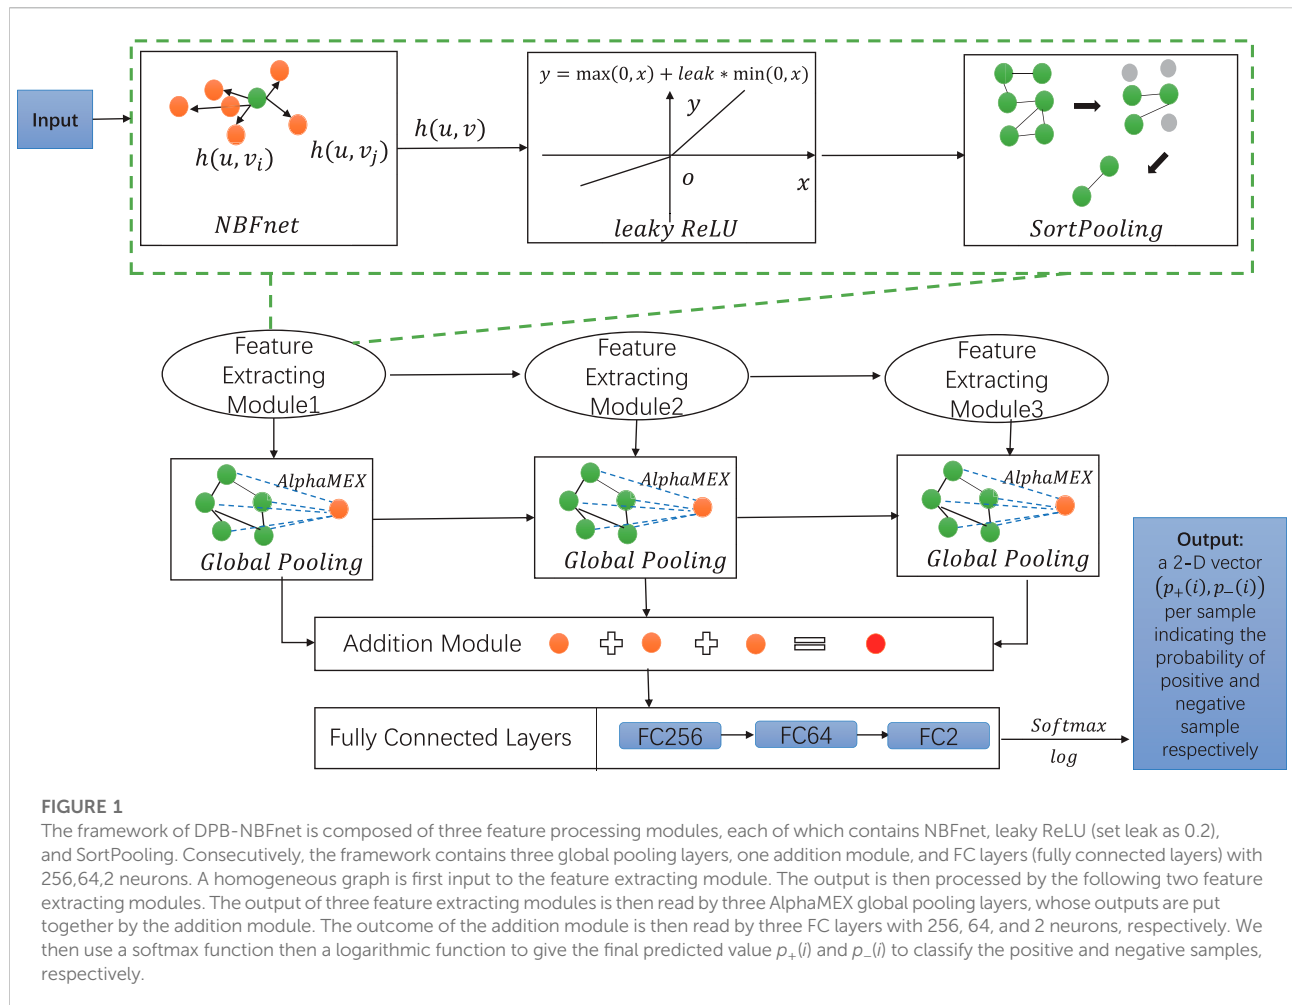 Input
h(u, v_i)
h(u, v_j)
NBFnet
h(u, v)
y = max(0, x) + leak * min(0, x)
y
o
x
leaky ReLU
SortPooling
Feature
Extracting
Module1
Feature
Extracting
Module2
Feature
Extracting
Module3
AlphaMEX
Global Pooling
AlphaMEX
Global Pooling
AlphaMEX
Global Pooling
Addition Module
Fully Connected Layers
FC256
FC64
FC2
Softmax
log
Output:
a 2-D vector
(p₊(i), p₋(i))
per sample
indicating the
probability of
positive and
negative
sample
respectively
FIGURE 1
The framework of DPB-NBFnet is composed of three feature processing modules, each of which contains NBFnet, leaky ReLU (set leak as 0.2),
and SortPooling. Consecutively, the framework contains three global pooling layers, one addition module, and FC layers (fully connected layers) with
256,64,2 neurons. A homogeneous graph is first input to the feature extracting module. The output is then processed by the following two feature
extracting modules. The output of three feature extracting modules is then read by three AlphaMEX global pooling layers, whose outputs are put
together by the addition module. The outcome of the addition module is then read by three FC layers with 256, 64, and 2 neurons, respectively. We
then use a softmax function then a logarithmic function to give the final predicted value p₊(i) and p₋(i) to classify the positive and negative samples,
respectively.